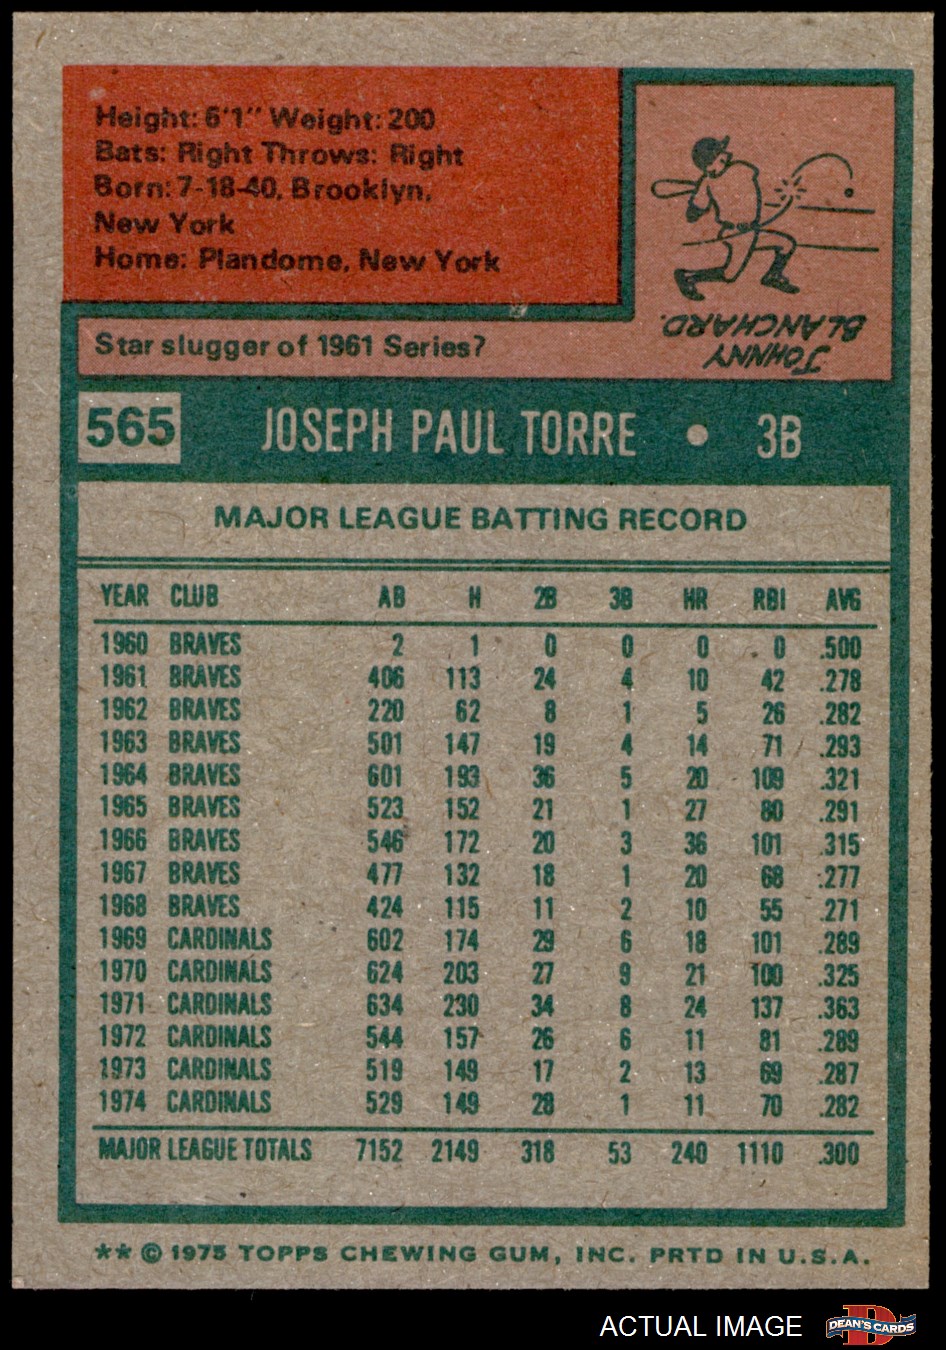 Height: 6'1" Weight: 200
Bats: Right Throws: Right
Born: 7-18-40, Brooklyn,
New York
Home: Plandome, New York
Star slugger of 1961 Series?
JOHNNY
BLANCHARD.
565 JOSEPH PAUL TORRE • 3B
MAJOR LEAGUE BATTING RECORD
YEAR CLUB AB H 2B 3B HR RBI AVG
1960 BRAVES 2 1 0 0 0 0 .500
1961 BRAVES 406 113 24 4 10 42 .278
1962 BRAVES 220 62 8 1 5 26 .282
1963 BRAVES 501 147 19 4 14 71 .293
1964 BRAVES 601 193 36 5 20 109 .321
1965 BRAVES 523 152 21 1 27 80 .291
1966 BRAVES 546 172 20 3 36 101 .315
1967 BRAVES 477 132 18 1 20 68 .277
1968 BRAVES 424 115 11 2 10 55 .271
1969 CARDINALS 602 174 29 6 18 101 .289
1970 CARDINALS 624 203 27 9 21 100 .325
1971 CARDINALS 634 230 34 8 24 137 .363
1972 CARDINALS 544 157 26 6 11 81 .289
1973 CARDINALS 519 149 17 2 13 69 .287
1974 CARDINALS 529 149 28 1 11 70 .282
MAJOR LEAGUE TOTALS 7152 2149 318 53 240 1110 .300
** © 1975 TOPPS CHEWING GUM, INC. PRTD IN U.S.A.
ACTUAL IMAGE
DEAN'S CARDS